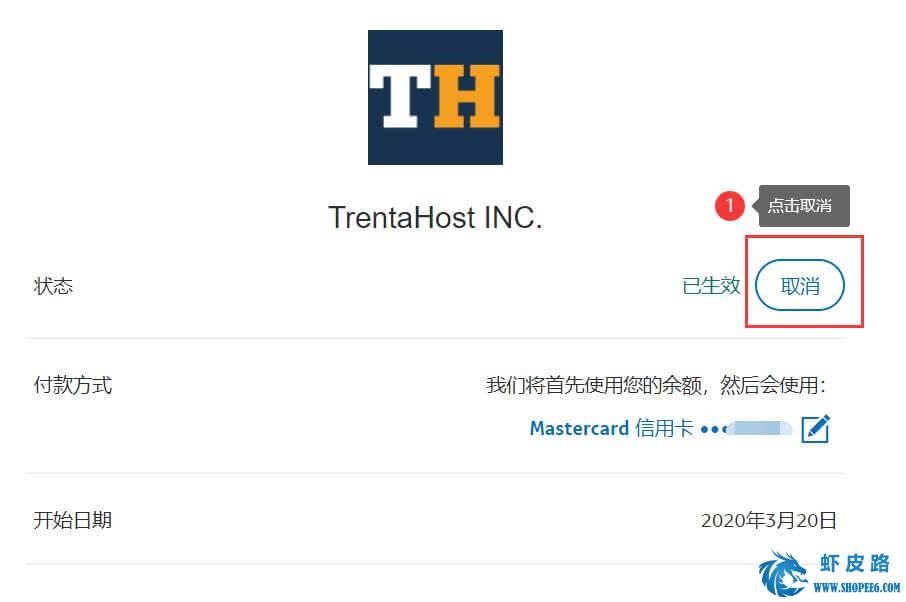 TH
TrentaHost INC.
1 点击取消
状态 已生效 取消
付款方式 我们将首先使用您的余额，然后会使用：
Mastercard 信用卡 •••
开始日期 2020年3月20日
虾皮路
WWW.SHOPEE6.COM